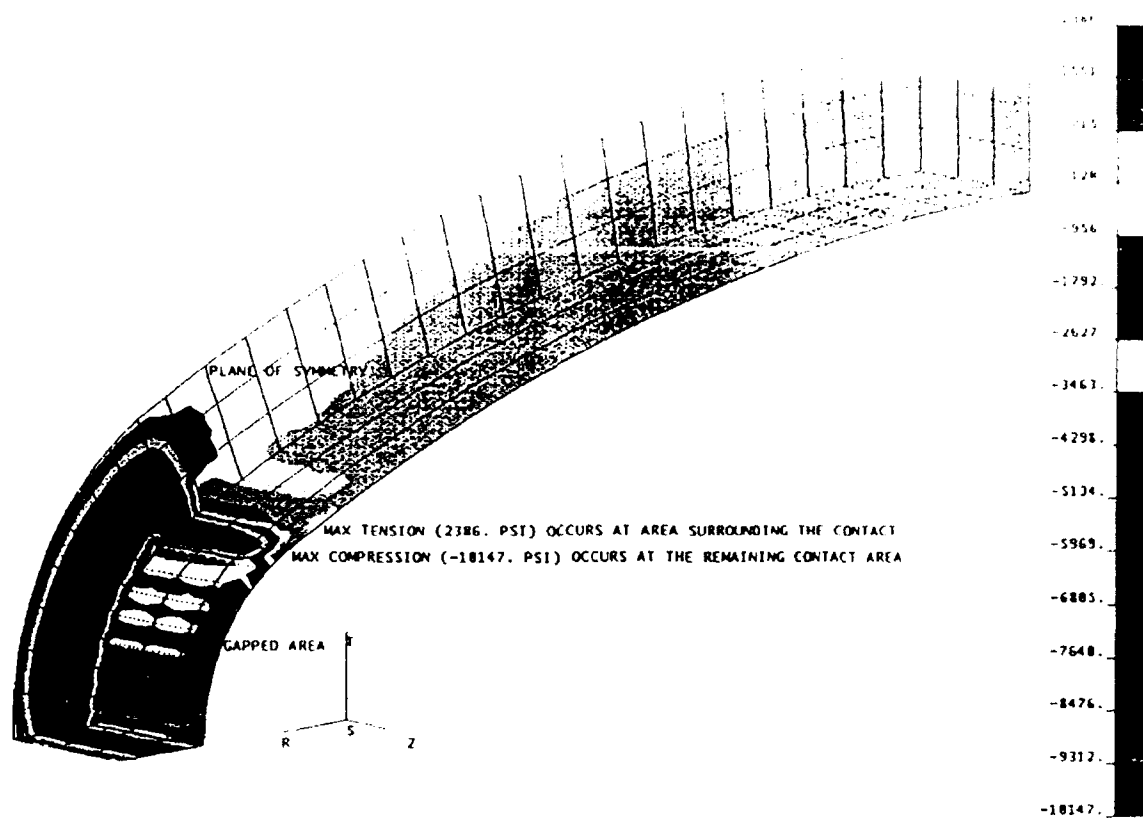 PLANE OF SYMMETRY
MAX TENSION (2386. PSI) OCCURS AT AREA SURROUNDING THE CONTACT
MAX COMPRESSION (-10147. PSI) OCCURS AT THE REMAINING CONTACT AREA
GAPPED AREA
T
R
S
Z
-956
-1792.
-2627
-3463.
-4298.
-5134.
-5969.
-6805.
-7640.
-8476.
-9312.
-10147.